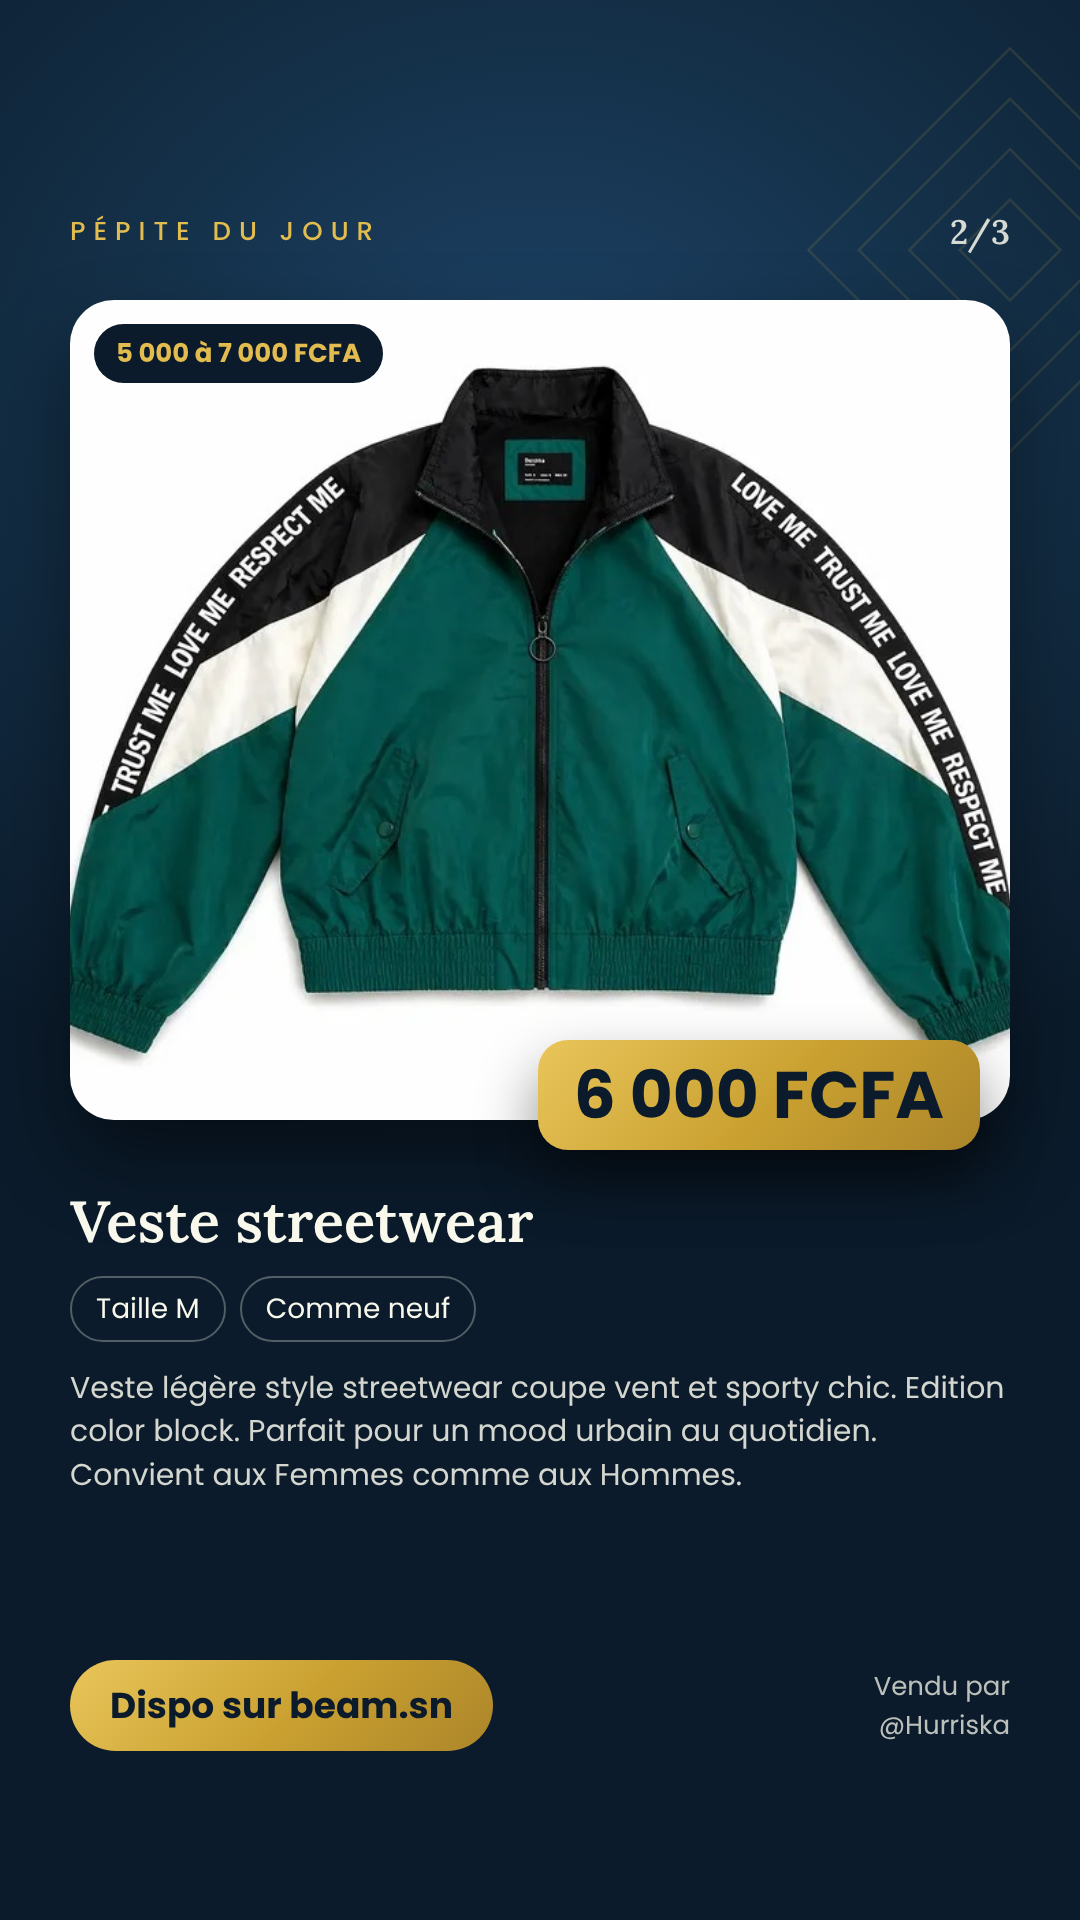 PÉPITE DU JOUR
2/3
5 000 à 7 000 FCFA
TRUST ME LOVE ME RESPECT ME
LOVE ME TRUST ME LOVE ME RESPECT ME
6 000 FCFA
Veste streetwear
Taille M
Comme neuf
Veste légère style streetwear coupe vent et sporty chic. Edition
color block. Parfait pour un mood urbain au quotidien.
Convient aux Femmes comme aux Hommes.
Dispo sur beam.sn
Vendu par
@Hurriska